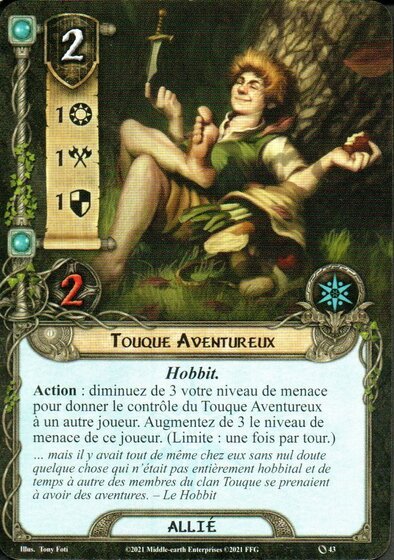 2
1
1
1
2
Touque Aventureux
Hobbit.
Action : diminuez de 3 votre niveau de menace
pour donner le contrôle du Touque Aventureux
à un autre joueur. Augmentez de 3 le niveau de
menace de ce joueur. (Limite : une fois par tour.)
… mais il y avait tout de même chez eux sans nul doute
quelque chose qui n'était pas entièrement hobbital et de
temps à autre des membres du clan Touque se prenaient
à avoir des aventures. – Le Hobbit
Allié
Illus. Tony Foti ©2021 Middle-earth Enterprises ©2021 FFG 43